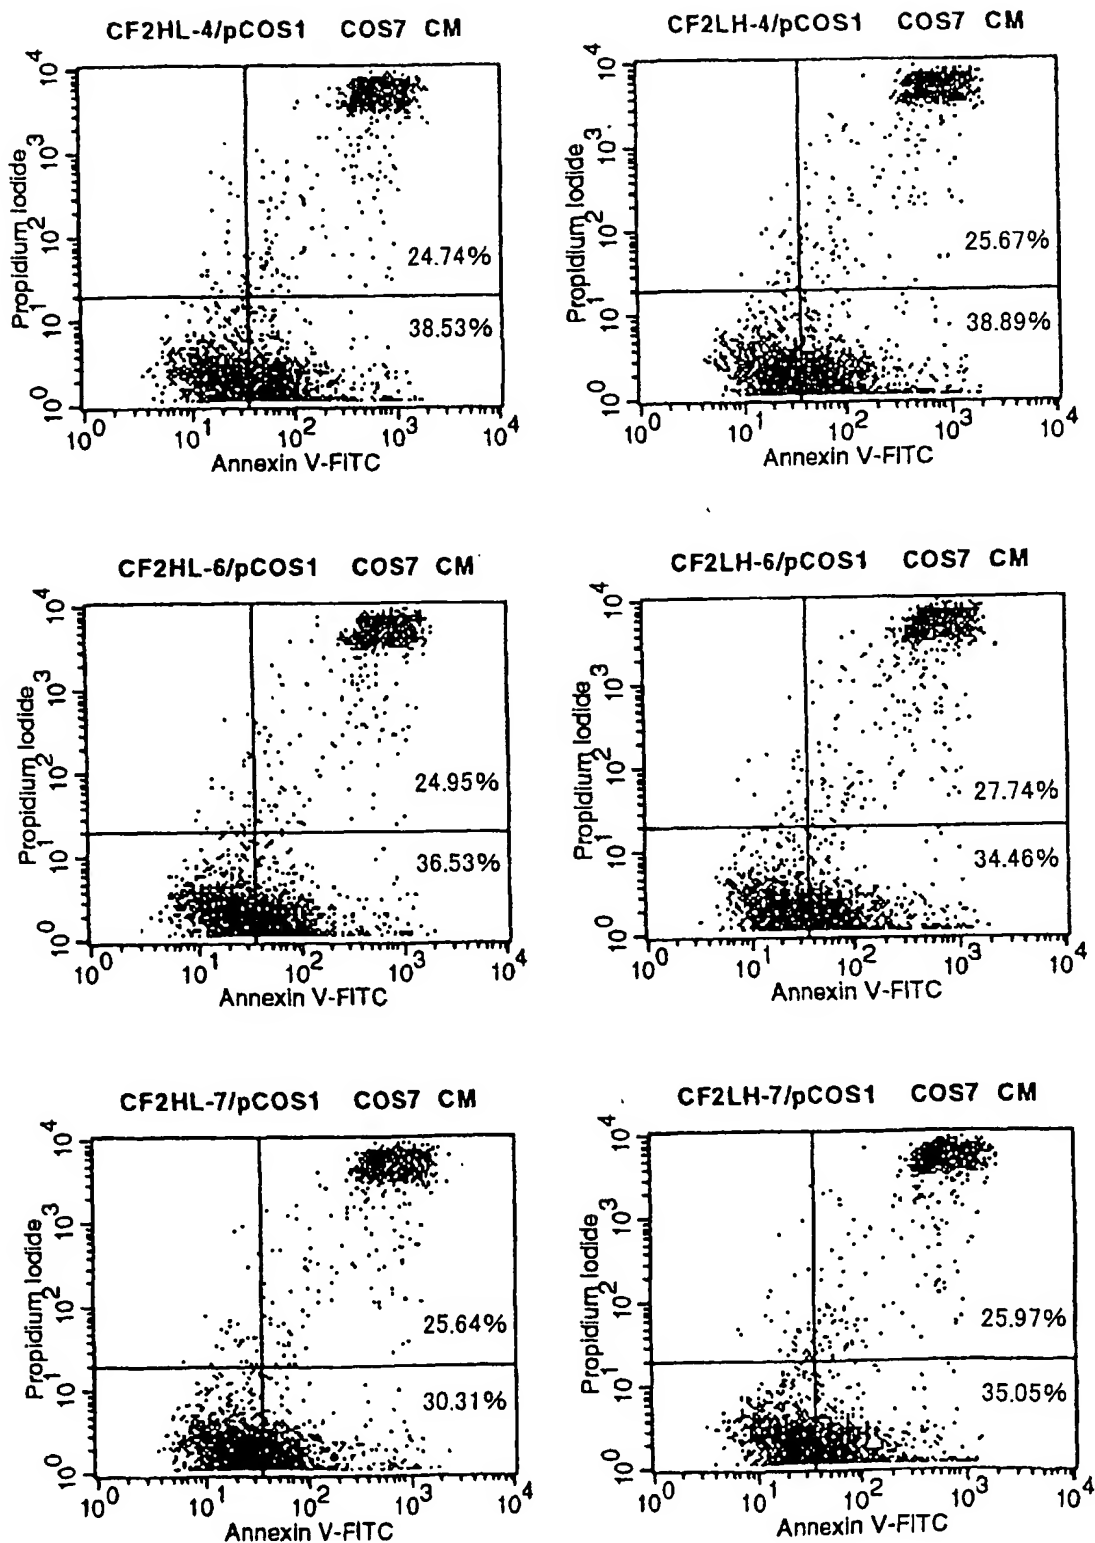 CF2HL-4/pCOS1 COS7 CM
10^4
10^3
10^2
10^1
10^0
Propidium Iodide
24.74%
38.53%
10^0 10^1 10^2 10^3 10^4
Annexin V-FITC
CF2LH-4/pCOS1 COS7 CM
10^4
10^3
10^2
10^1
10^0
Propidium Iodide
25.67%
38.89%
10^0 10^1 10^2 10^3 10^4
Annexin V-FITC
CF2HL-6/pCOS1 COS7 CM
10^4
10^3
10^2
10^1
10^0
Propidium Iodide
24.95%
36.53%
10^0 10^1 10^2 10^3 10^4
Annexin V-FITC
CF2LH-6/pCOS1 COS7 CM
10^4
10^3
10^2
10^1
10^0
Propidium Iodide
27.74%
34.46%
10^0 10^1 10^2 10^3 10^4
Annexin V-FITC
CF2HL-7/pCOS1 COS7 CM
10^4
10^3
10^2
10^1
10^0
Propidium Iodide
25.64%
30.31%
10^0 10^1 10^2 10^3 10^4
Annexin V-FITC
CF2LH-7/pCOS1 COS7 CM
10^4
10^3
10^2
10^1
10^0
Propidium Iodide
25.97%
35.05%
10^0 10^1 10^2 10^3 10^4
Annexin V-FITC